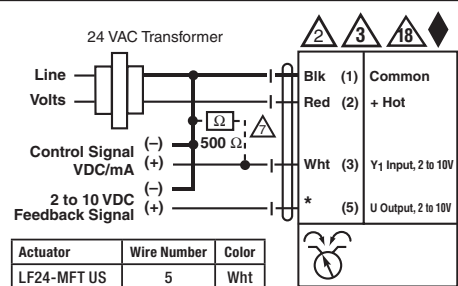 24 VAC Transformer
2 3 18
Line
Volts
Blk (1) Common
Red (2) + Hot
Ω 7
500 Ω
Control Signal (–)
VDC/mA (+)
Wht (3) Y1 Input, 2 to 10V
(–)
2 to 10 VDC
Feedback Signal (+)
* (5) U Output, 2 to 10V
Actuator Wire Number Color
LF24-MFT US 5 Wht